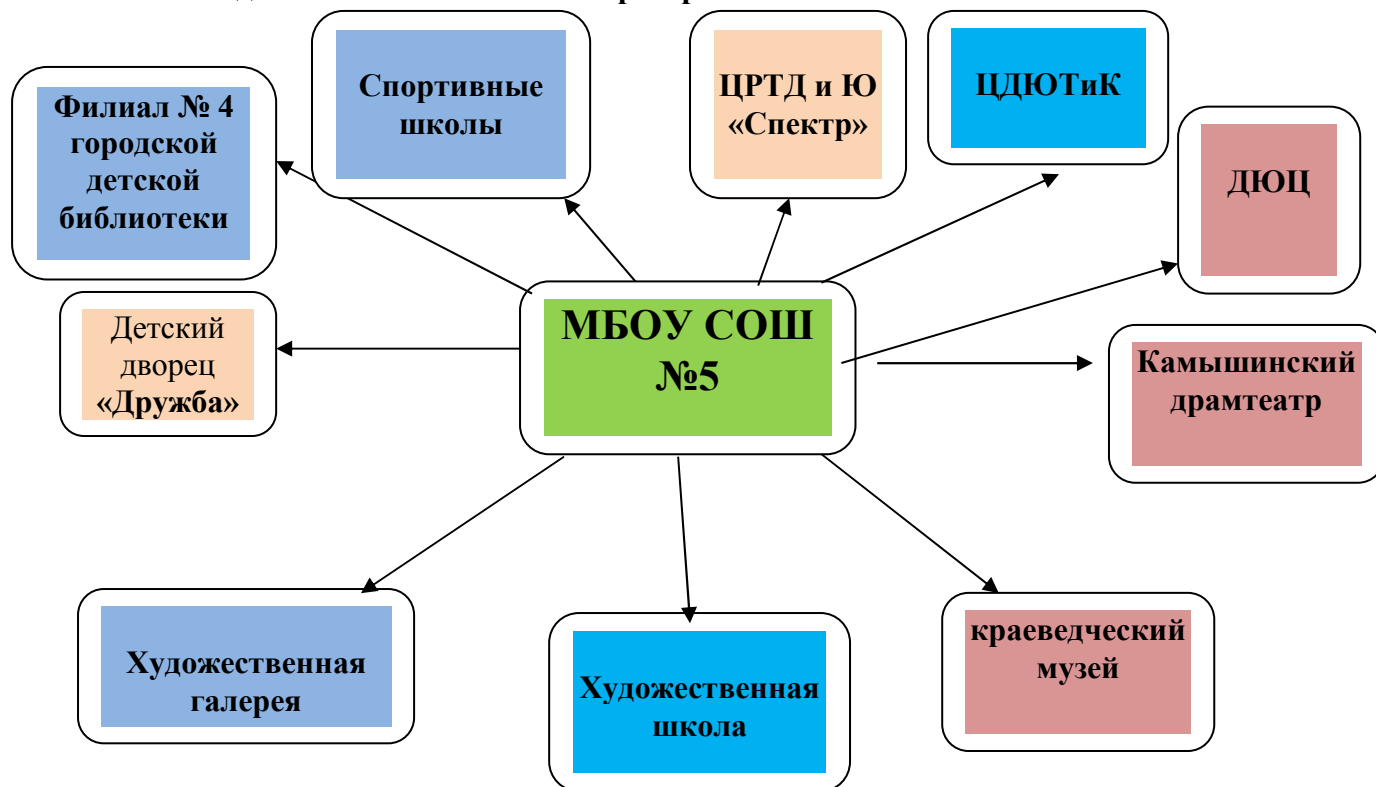 Спортивные
школы
ЦРТД и Ю
«Спектр»
ЦДЮТиК
Филиал № 4
городской
детской
библиотеки
ДЮЦ
Детский
дворец
«Дружба»
МБОУ СОШ
№5
Камышинский
драмтеатр
Художественная
галерея
Художественная
школа
краеведческий
музей